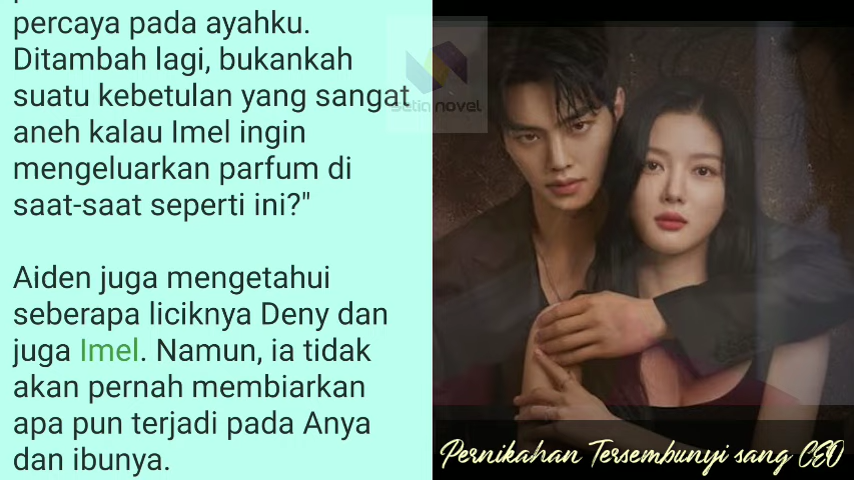 percaya pada ayahku.
Ditambah lagi, bukankah
suatu kebetulan yang sangat
aneh kalau Imel ingin
mengeluarkan parfum di
saat-saat seperti ini?"
Aiden juga mengetahui
seberapa liciknya Deny dan
juga Imel. Namun, ia tidak
akan pernah membiarkan
apa pun terjadi pada Anya
dan ibunya.
novel
Pernikahan Tersembunyi sang CEO